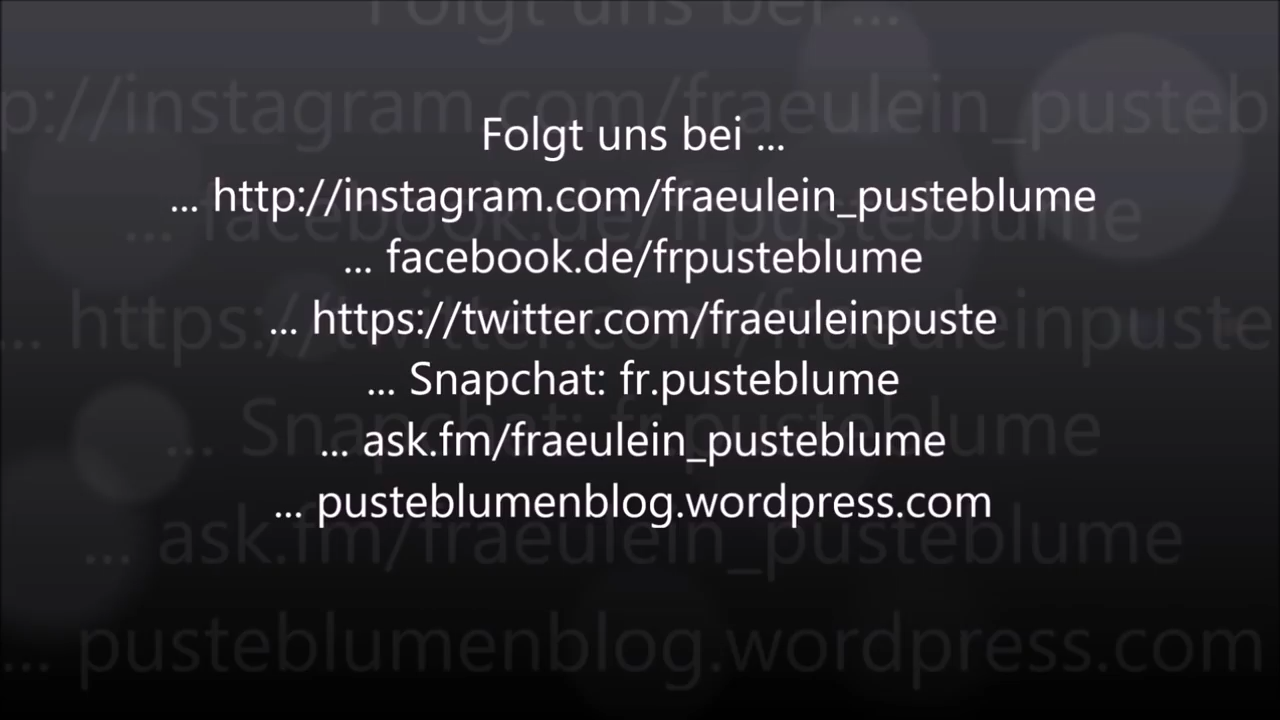 Folgt uns bei ...
... http://instagram.com/fraeulein_pusteblume
... facebook.de/frpusteblume
... https://twitter.com/fraeuleinpuste
... Snapchat: fr.pusteblume
... ask.fm/fraeulein_pusteblume
... pusteblumenblog.wordpress.com